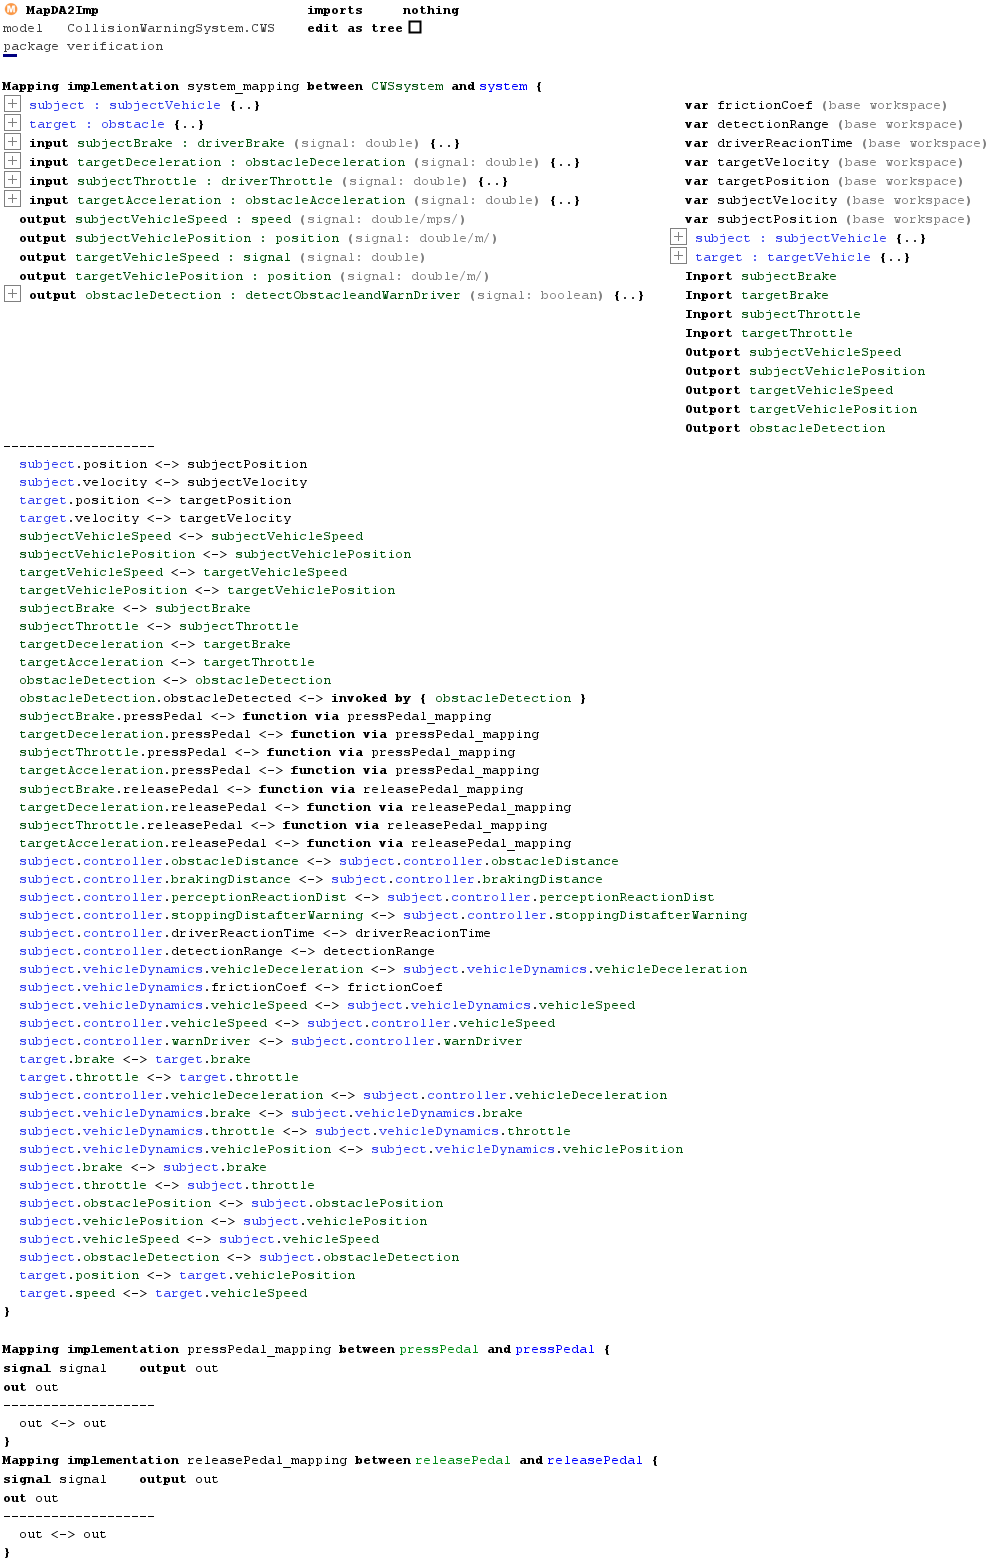 M MapDA2Imp imports nothing
model CollisionWarningSystem.CWS edit as tree
package verification
Mapping implementation system_mapping between CWSsystem and system {
subject : subjectVehicle {..} var frictionCoef (base workspace)
target : obstacle {..} var detectionRange (base workspace)
input subjectBrake : driverBrake (signal: double) {..} var driverReacionTime (base workspace)
input targetDeceleration : obstacleDeceleration (signal: double) {..} var targetVelocity (base workspace)
input subjectThrottle : driverThrottle (signal: double) {..} var targetPosition (base workspace)
input targetAcceleration : obstacleAcceleration (signal: double) {..} var subjectVelocity (base workspace)
output subjectVehicleSpeed : speed (signal: double/mps/) var subjectPosition (base workspace)
output subjectVehiclePosition : position (signal: double/m/) subject : subjectVehicle {..}
output targetVehicleSpeed : signal (signal: double) target : targetVehicle {..}
output targetVehiclePosition : position (signal: double/m/) Inport subjectBrake
output obstacleDetection : detectObstacleandWarnDriver (signal: boolean) {..} Inport targetBrake
Inport subjectThrottle
Inport targetThrottle
Outport subjectVehicleSpeed
Outport subjectVehiclePosition
Outport targetVehicleSpeed
Outport targetVehiclePosition
Outport obstacleDetection
-------------------
subject.position <-> subjectPosition
subject.velocity <-> subjectVelocity
target.position <-> targetPosition
target.velocity <-> targetVelocity
subjectVehicleSpeed <-> subjectVehicleSpeed
subjectVehiclePosition <-> subjectVehiclePosition
targetVehicleSpeed <-> targetVehicleSpeed
targetVehiclePosition <-> targetVehiclePosition
subjectBrake <-> subjectBrake
subjectThrottle <-> subjectThrottle
targetDeceleration <-> targetBrake
targetAcceleration <-> targetThrottle
obstacleDetection <-> obstacleDetection
obstacleDetection.obstacleDetected <-> invoked by { obstacleDetection }
subjectBrake.pressPedal <-> function via pressPedal_mapping
targetDeceleration.pressPedal <-> function via pressPedal_mapping
subjectThrottle.pressPedal <-> function via pressPedal_mapping
targetAcceleration.pressPedal <-> function via pressPedal_mapping
subjectBrake.releasePedal <-> function via releasePedal_mapping
targetDeceleration.releasePedal <-> function via releasePedal_mapping
subjectThrottle.releasePedal <-> function via releasePedal_mapping
targetAcceleration.releasePedal <-> function via releasePedal_mapping
subject.controller.obstacleDistance <-> subject.controller.obstacleDistance
subject.controller.brakingDistance <-> subject.controller.brakingDistance
subject.controller.perceptionReactionDist <-> subject.controller.perceptionReactionDist
subject.controller.stoppingDistafterWarning <-> subject.controller.stoppingDistafterWarning
subject.controller.driverReactionTime <-> driverReacionTime
subject.controller.detectionRange <-> detectionRange
subject.vehicleDynamics.vehicleDeceleration <-> subject.vehicleDynamics.vehicleDeceleration
subject.vehicleDynamics.frictionCoef <-> frictionCoef
subject.vehicleDynamics.vehicleSpeed <-> subject.vehicleDynamics.vehicleSpeed
subject.controller.vehicleSpeed <-> subject.controller.vehicleSpeed
subject.controller.warnDriver <-> subject.controller.warnDriver
target.brake <-> target.brake
target.throttle <-> target.throttle
subject.controller.vehicleDeceleration <-> subject.controller.vehicleDeceleration
subject.vehicleDynamics.brake <-> subject.vehicleDynamics.brake
subject.vehicleDynamics.throttle <-> subject.vehicleDynamics.throttle
subject.vehicleDynamics.vehiclePosition <-> subject.vehicleDynamics.vehiclePosition
subject.brake <-> subject.brake
subject.throttle <-> subject.throttle
subject.obstaclePosition <-> subject.obstaclePosition
subject.vehiclePosition <-> subject.vehiclePosition
subject.vehicleSpeed <-> subject.vehicleSpeed
subject.obstacleDetection <-> subject.obstacleDetection
target.position <-> target.vehiclePosition
target.speed <-> target.vehicleSpeed
}
Mapping implementation pressPedal_mapping between pressPedal and pressPedal {
signal signal output out
out out
-------------------
out <-> out
}
Mapping implementation releasePedal_mapping between releasePedal and releasePedal {
signal signal output out
out out
-------------------
out <-> out
}